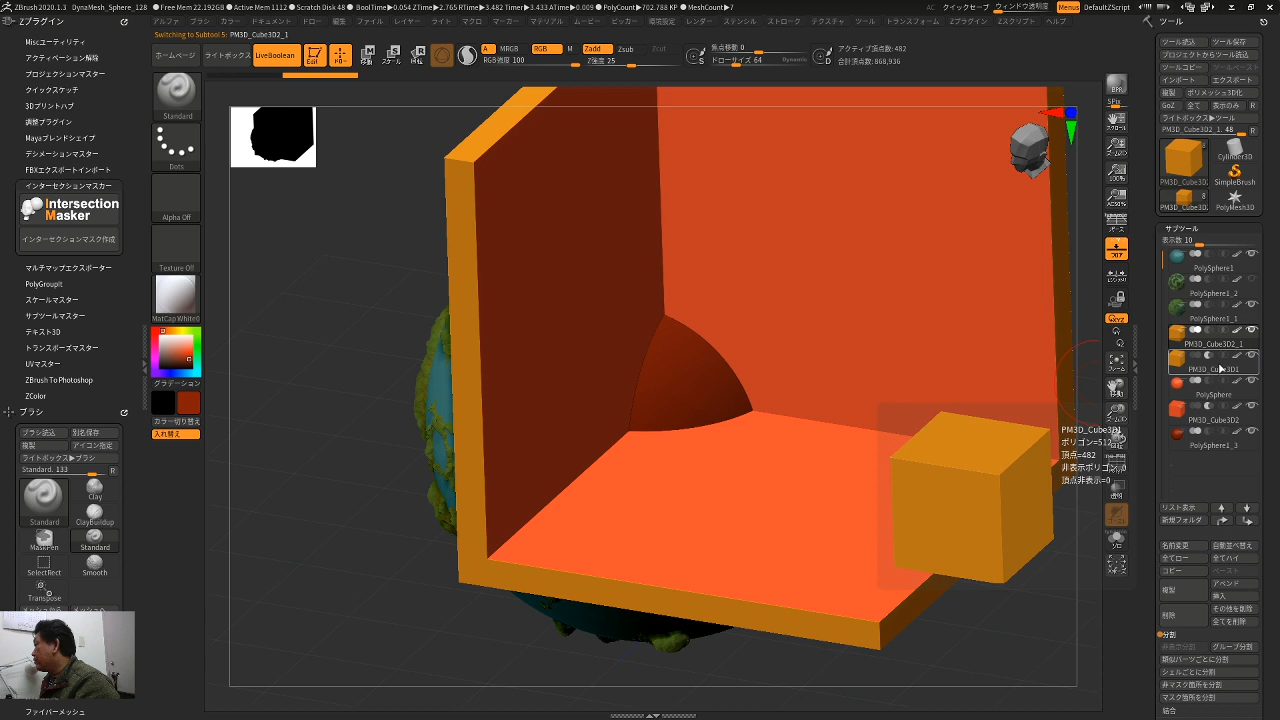 ZBrush 2020.1.3 DynaMesh_Sphere_128 ● Free Mem 22.192GB ● Active Mem 1112 ● Scratch Disk 48 ● BoolTime▶0.054 ZTime▶2.765 RTime▶3.482 Timer▶3.433 ATime▶0.009 ● PolyCount▶702.788 KP ● MeshCount▶7 AC クイックセーブ ウィンドウ透明度 Menus DefaultZScript
Zプラグイン
アルファ ブラシ カラー ドキュメント ドロー 編集 ファイル レイヤー ライト マクロ マーカー マテリアル ムービー ピッカー 環境設定 レンダー ステンシル ストローク テクスチャ ツール トランスフォーム Zプラグイン Zスクリプト ヘルプ
ツール
Switching to Subtool 5: PM3D_Cube3D2_1
ホームページ ライトボックス LiveBoolean Edit ドロー 移動 スケール 回転
A MRGB RGB M Zadd Zsub Zcut
RGB強度 100 Z強度 25
焦点移動 0
ドローサイズ 64 Dynamic
アクティブ頂点数: 482
合計頂点数: 868,936
Miscユーティリティ
アクティベーション解除
プロジェクションマスター
クイックスケッチ
3Dプリントハブ
調整プラグイン
Mayaブレンドシェイプ
デシメーションマスター
FBXエクスポートインポート
インターセクションマスカー
Intersection
Masker
インターセクションマスク作成
マルチマップエクスポーター
PolyGroupIt
スケールマスター
サブツールマスター
テキスト3D
トランスポーズマスター
UVマスター
ZBrush To Photoshop
ZColor
ブラシ
ブラシ読込 別名保存
複製 アイコン指定
ライトボックス▶ブラシ
Standard. 133 R
Standard
Clay
ClayBuildup
MaskPen
Standard
SelectRect
Smooth
Transpose
ファイバーメッシュ
Standard
Dots
Alpha Off
Texture Off
MatCap White0
グラデーション
カラー切り替え
入れ替え
BPR
SPix
スクロール
100%
AC50%
パース
フロア
XYZ
フレーム
透明
ソロ
PM3D_Cube3D1
頂点=482
頂点非表示=0
ツール読込 ツール保存
プロジェクトからツール読込
ツールコピー ツールペースト
インポート エクスポート
複製 ポリメッシュ3D化
GoZ 全て 表示のみ R
ライトボックス▶ツール
PM3D_Cube3D2_1. 48 R
8
PM3D_Cube3D2
Cylinder3D
SimpleBrush
8
PM3D_Cube3D2
PolyMesh3D
サブツール
表示数 10
PolySphere1
PolySphere1_2
PolySphere1_1
PM3D_Cube3D2_1
PM3D_Cube3D1
PolySphere
PM3D_Cube3D2
PolySphere1_3
リスト表示
新規フォルダ
名前変更 自動並べ替え
全てロー 全てハイ
コピー ペースト
複製 アペンド
挿入
削除 その他を削除
全てを削除
分割
非表示分割 グループ分割
類似パーツごとに分割
シェルごとに分割
非マスク箇所を分割
マスク箇所を分割
結合